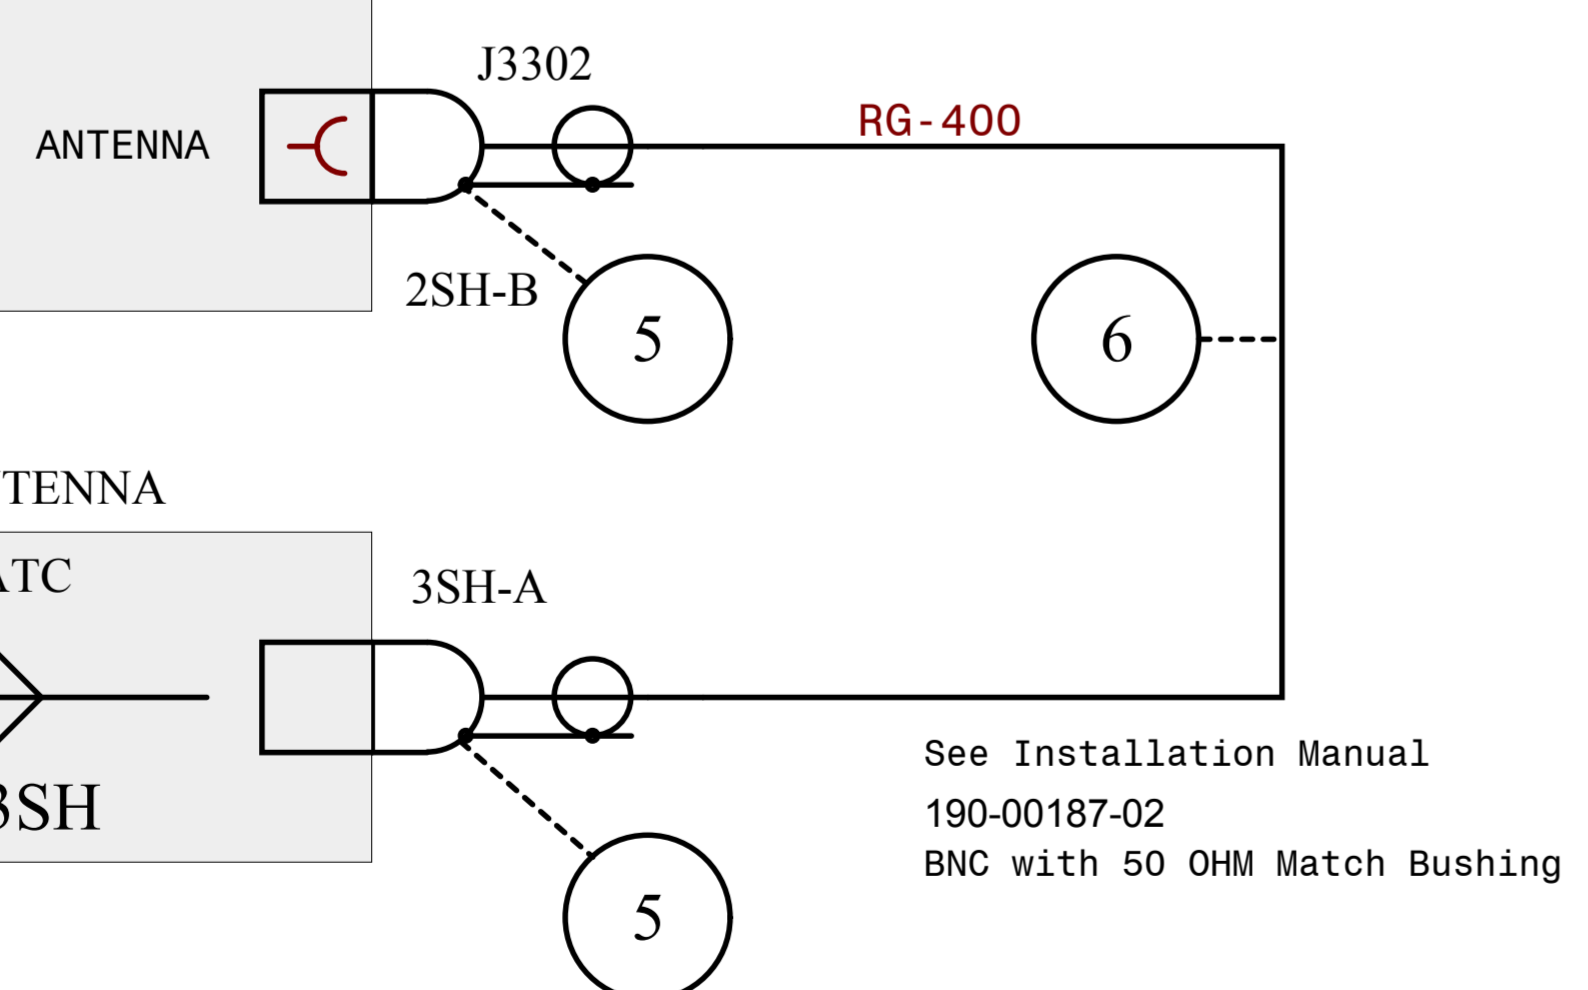 J3302
RG-400
ANTENNA
2SH-B
5
6
TENNA
ATC
3SH-A
3SH
See Installation Manual
190-00187-02
BNC with 50 OHM Match Bushing
5